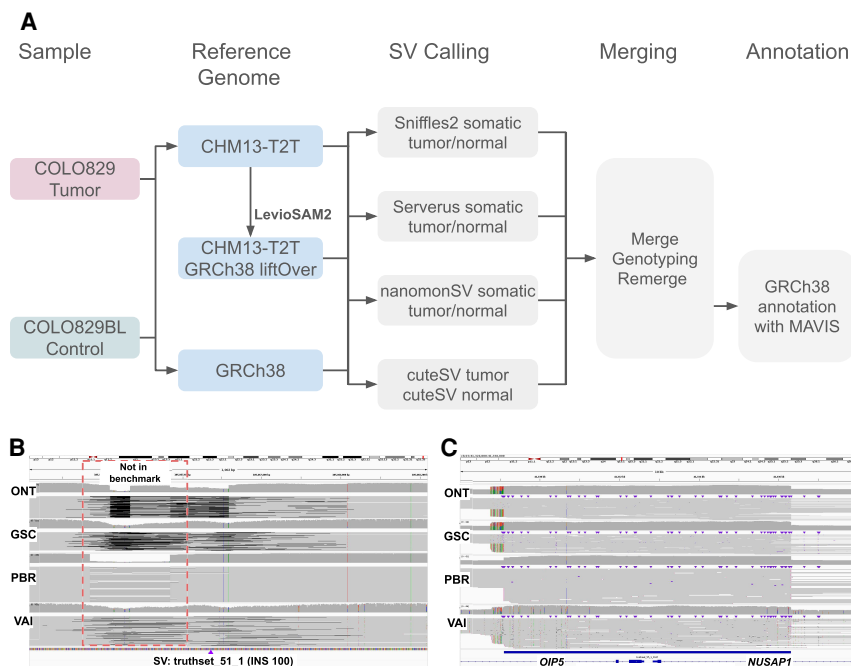 A
Sample
Reference
Genome
SV Calling
Merging
Annotation
COLO829
Tumor
COLO829BL
Control
CHM13-T2T
LevioSAM2
CHM13-T2T
GRCh38 liftOver
GRCh38
Sniffles2 somatic
tumor/normal
Serverus somatic
tumor/normal
nanomonSV somatic
tumor/normal
cuteSV tumor
cuteSV normal
Merge
Genotyping
Remerge
GRCh38
annotation
with MAVIS
B
Not in
benchmark
ONT
GSC
PBR
VAI
SV: truthset_51_1 (INS 100)
C
ONT
GSC
PBR
VAI
OIP5
NUSAP1